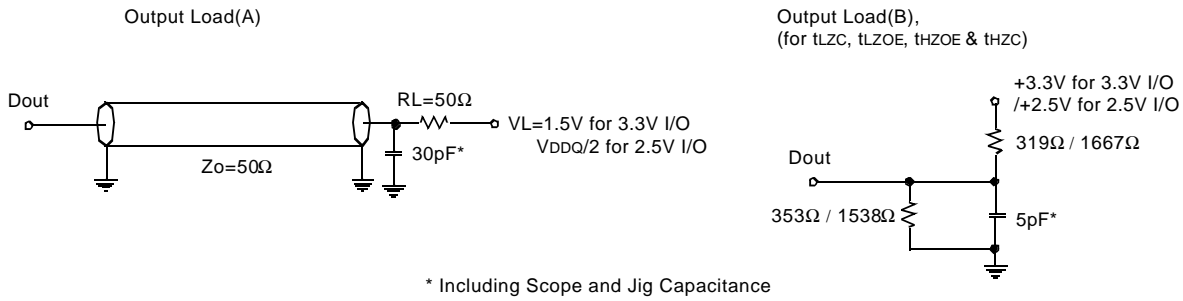 Output Load(A)
Dout
Zo=50Ω
RL=50Ω
30pF*
VL=1.5V for 3.3V I/O
VDDQ/2 for 2.5V I/O
Output Load(B),
(for tLZC, tLZOE, tHZOE & tHZC)
+3.3V for 3.3V I/O
/+2.5V for 2.5V I/O
319Ω / 1667Ω
Dout
353Ω / 1538Ω
5pF*
* Including Scope and Jig Capacitance